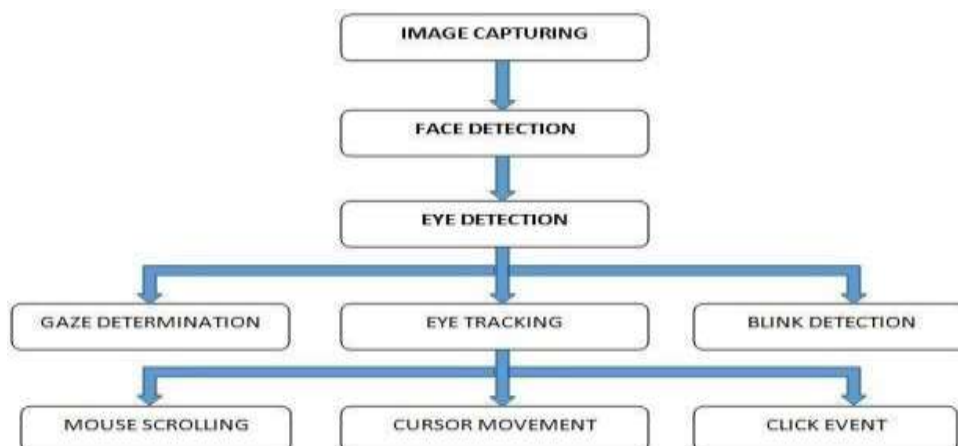 IMAGE CAPTURING
FACE DETECTION
EYE DETECTION
GAZE DETERMINATION
EYE TRACKING
BLINK DETECTION
MOUSE SCROLLING
CURSOR MOVEMENT
CLICK EVENT